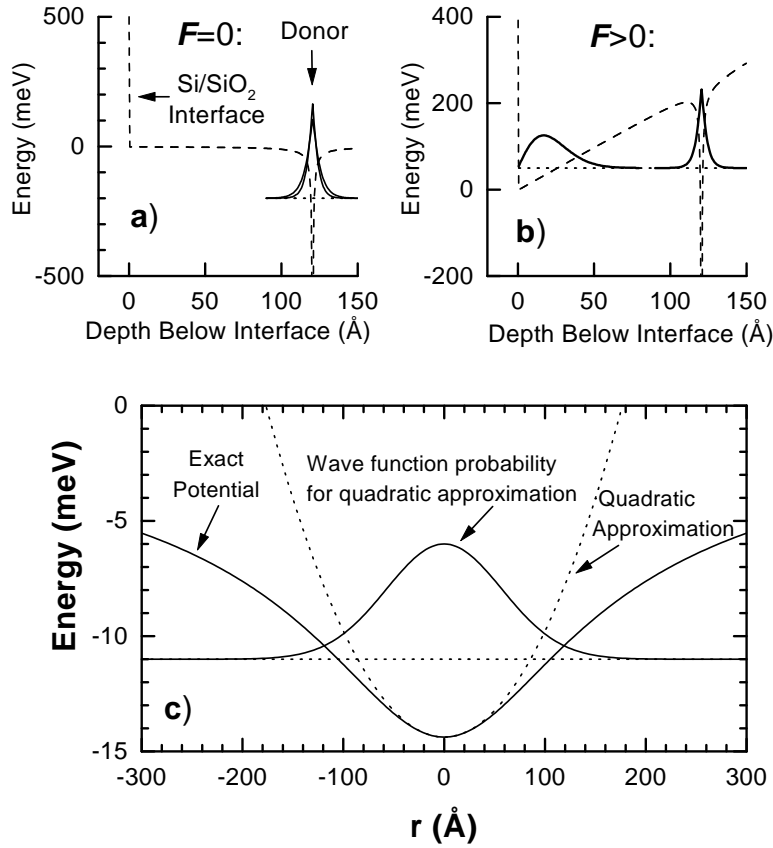 F=0:
Donor
Si/SiO2
Interface
a)
500
0
-500
Energy (meV)
0
50
100
150
Depth Below Interface (Å)
F>0:
b)
400
200
0
-200
Energy (meV)
0
50
100
150
Depth Below Interface (Å)
Exact
Potential
Wave function probability
for quadratic approximation
Quadratic
Approximation
c)
0
-5
-10
-15
Energy (meV)
-300
-200
-100
0
100
200
300
r (Å)